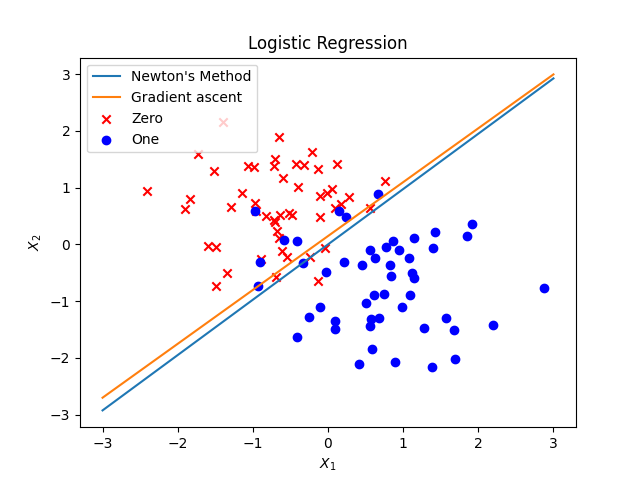 Logistic Regression
Newton's Method
Gradient ascent
Zero
One
3
2
1
0
−1
−2
−3
X2
−3
−2
−1
0
1
2
3
X1